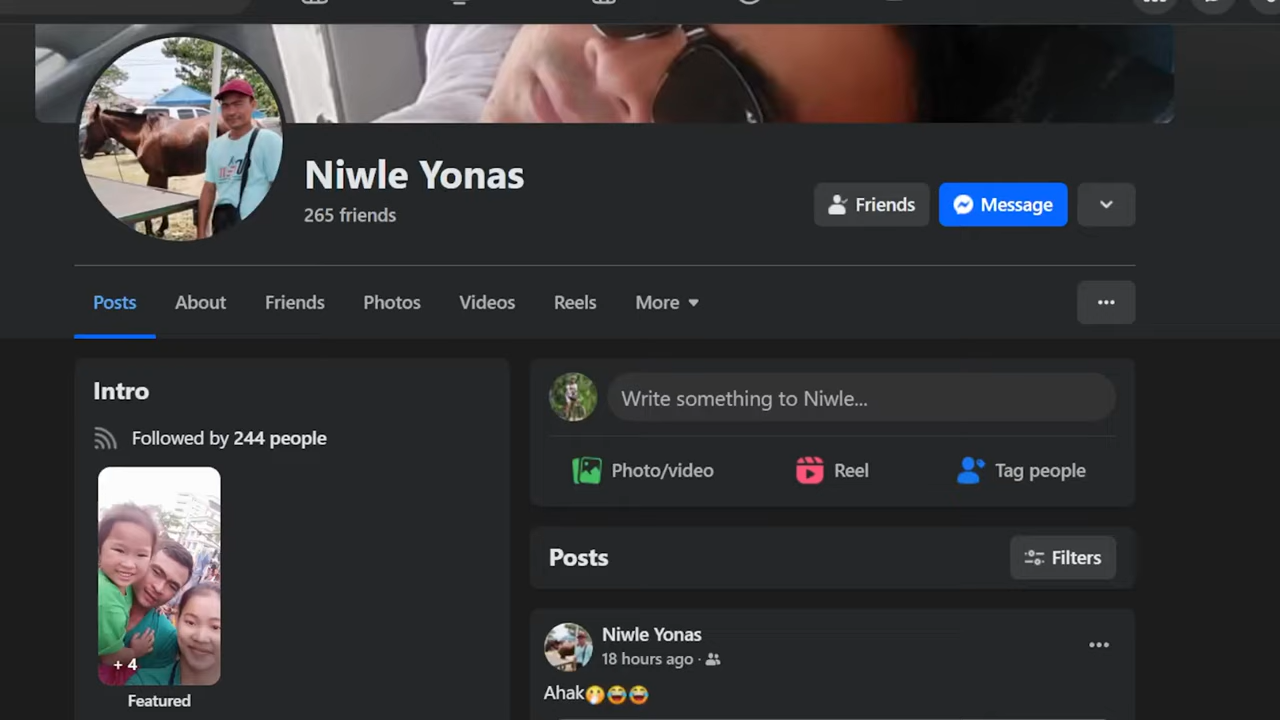 Niwle Yonas
265 friends
Friends
Message
Posts
About
Friends
Photos
Videos
Reels
More
Intro
Followed by 244 people
+ 4
Featured
Write something to Niwle...
Photo/video
Reel
Tag people
Posts
Filters
Niwle Yonas
18 hours ago ·
Ahak🤭😂😂